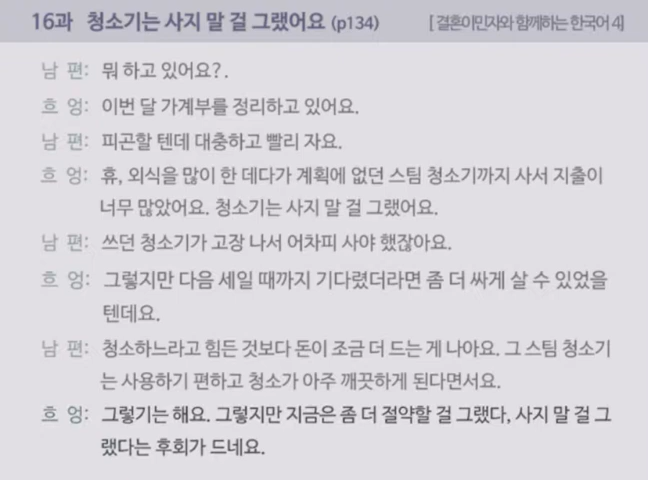 16과 청소기는 사지 말 걸 그랬어요 (p134) [ 결혼이민자와 함께하는 한국어 4]
남 편: 뭐 하고 있어요?.
흐 엉: 이번 달 가계부를 정리하고 있어요.
남 편: 피곤할 텐데 대충하고 빨리 자요.
흐 엉: 휴, 외식을 많이 한 데다가 계획에 없던 스팀 청소기까지 사서 지출이
너무 많았어요. 청소기는 사지 말 걸 그랬어요.
남 편: 쓰던 청소기가 고장 나서 어차피 사야 했잖아요.
흐 엉: 그렇지만 다음 세일 때까지 기다렸더라면 좀 더 싸게 살 수 있었을
텐데요.
남 편: 청소하느라고 힘든 것보다 돈이 조금 더 드는 게 나아요. 그 스팀 청소기
는 사용하기 편하고 청소가 아주 깨끗하게 된다면서요.
흐 엉: 그렇기는 해요. 그렇지만 지금은 좀 더 절약할 걸 그랬다, 사지 말 걸 그
랬다는 후회가 드네요.